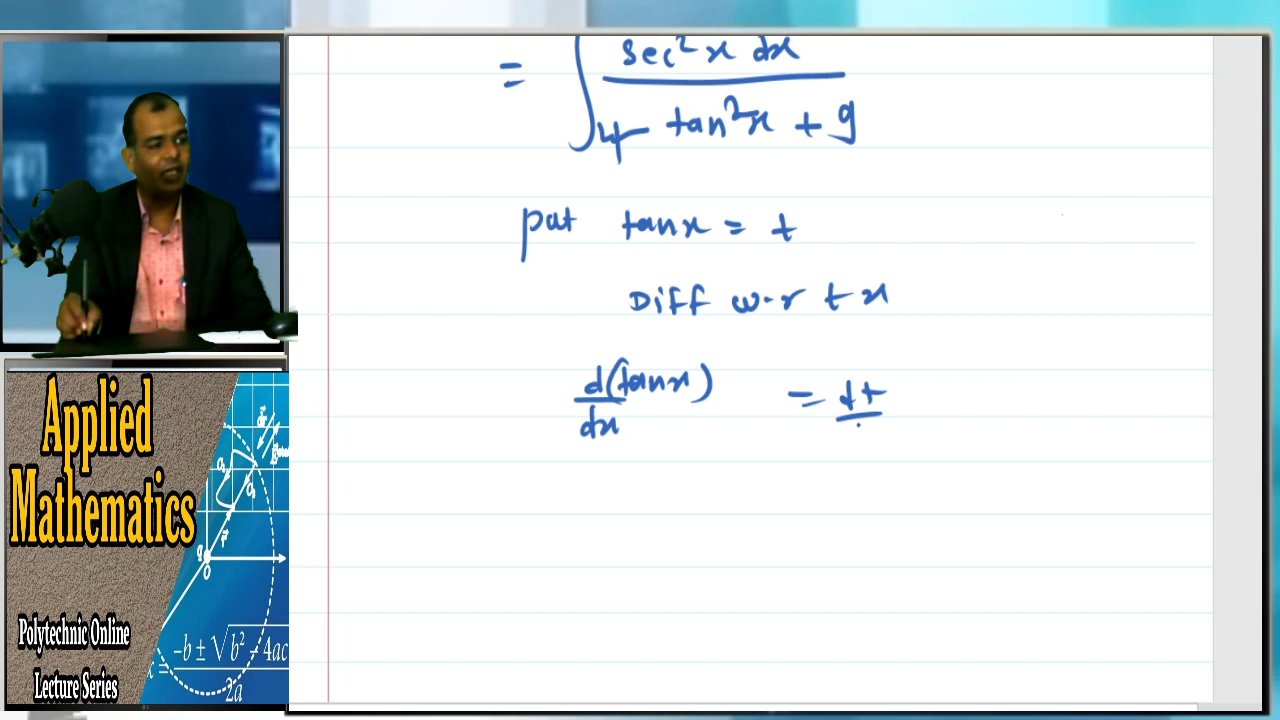 sec²x dx
= ∫
4 tan²x + 9
put tanx = t
Diff w.r t x
d(tanx) = dt
dx
Applied
Mathematics
Polytechnic Online
Lecture Series
-b ± √b² - 4ac
x =
2a